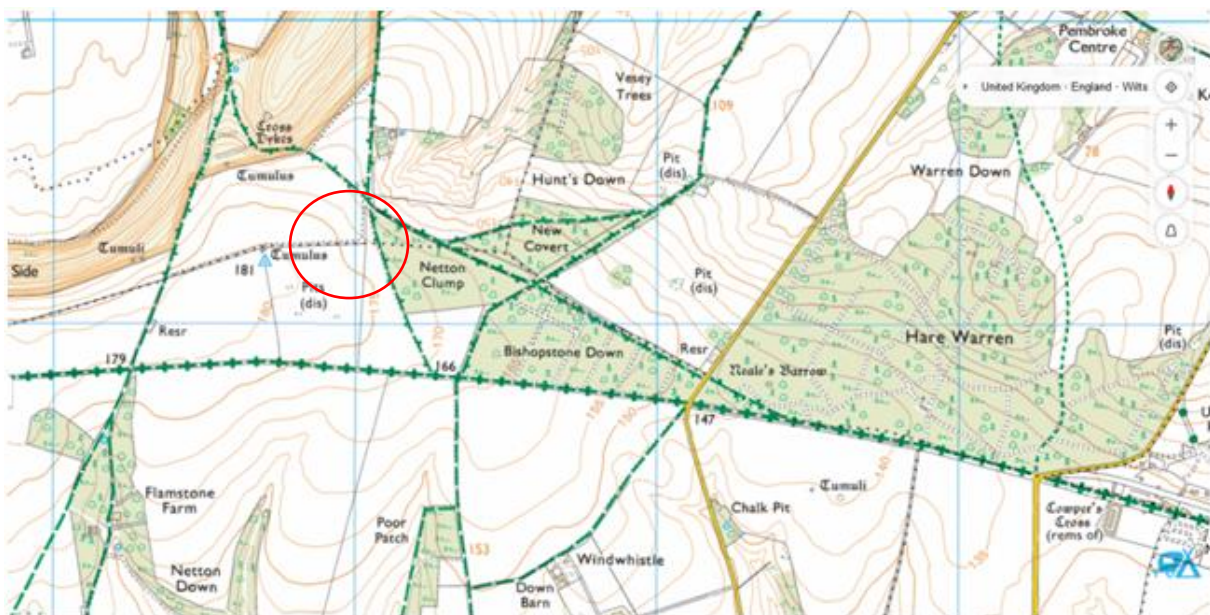 Pembroke
Centre
Vesey
Trees
United Kingdom · England · Wilts
109
105
78
Cross
Dykes
Tumulus
Pit
(dis)
Hunt's Down
Warren Down
New
Covert
Tumuli
Side
181
Tumulus
Netton
Clump
Pits
(dis)
Pit
(dis)
Resr
Hare Warren
Pit
(dis)
179
166
Bishopstone Down
Resr
Neale's Barrow
147
140
Flamstone
Farm
Tumuli
Chalk Pit
Cowper's
Cross
(rems of)
Poor
Patch
153
Windwhistle
Netton
Down
Down
Barn